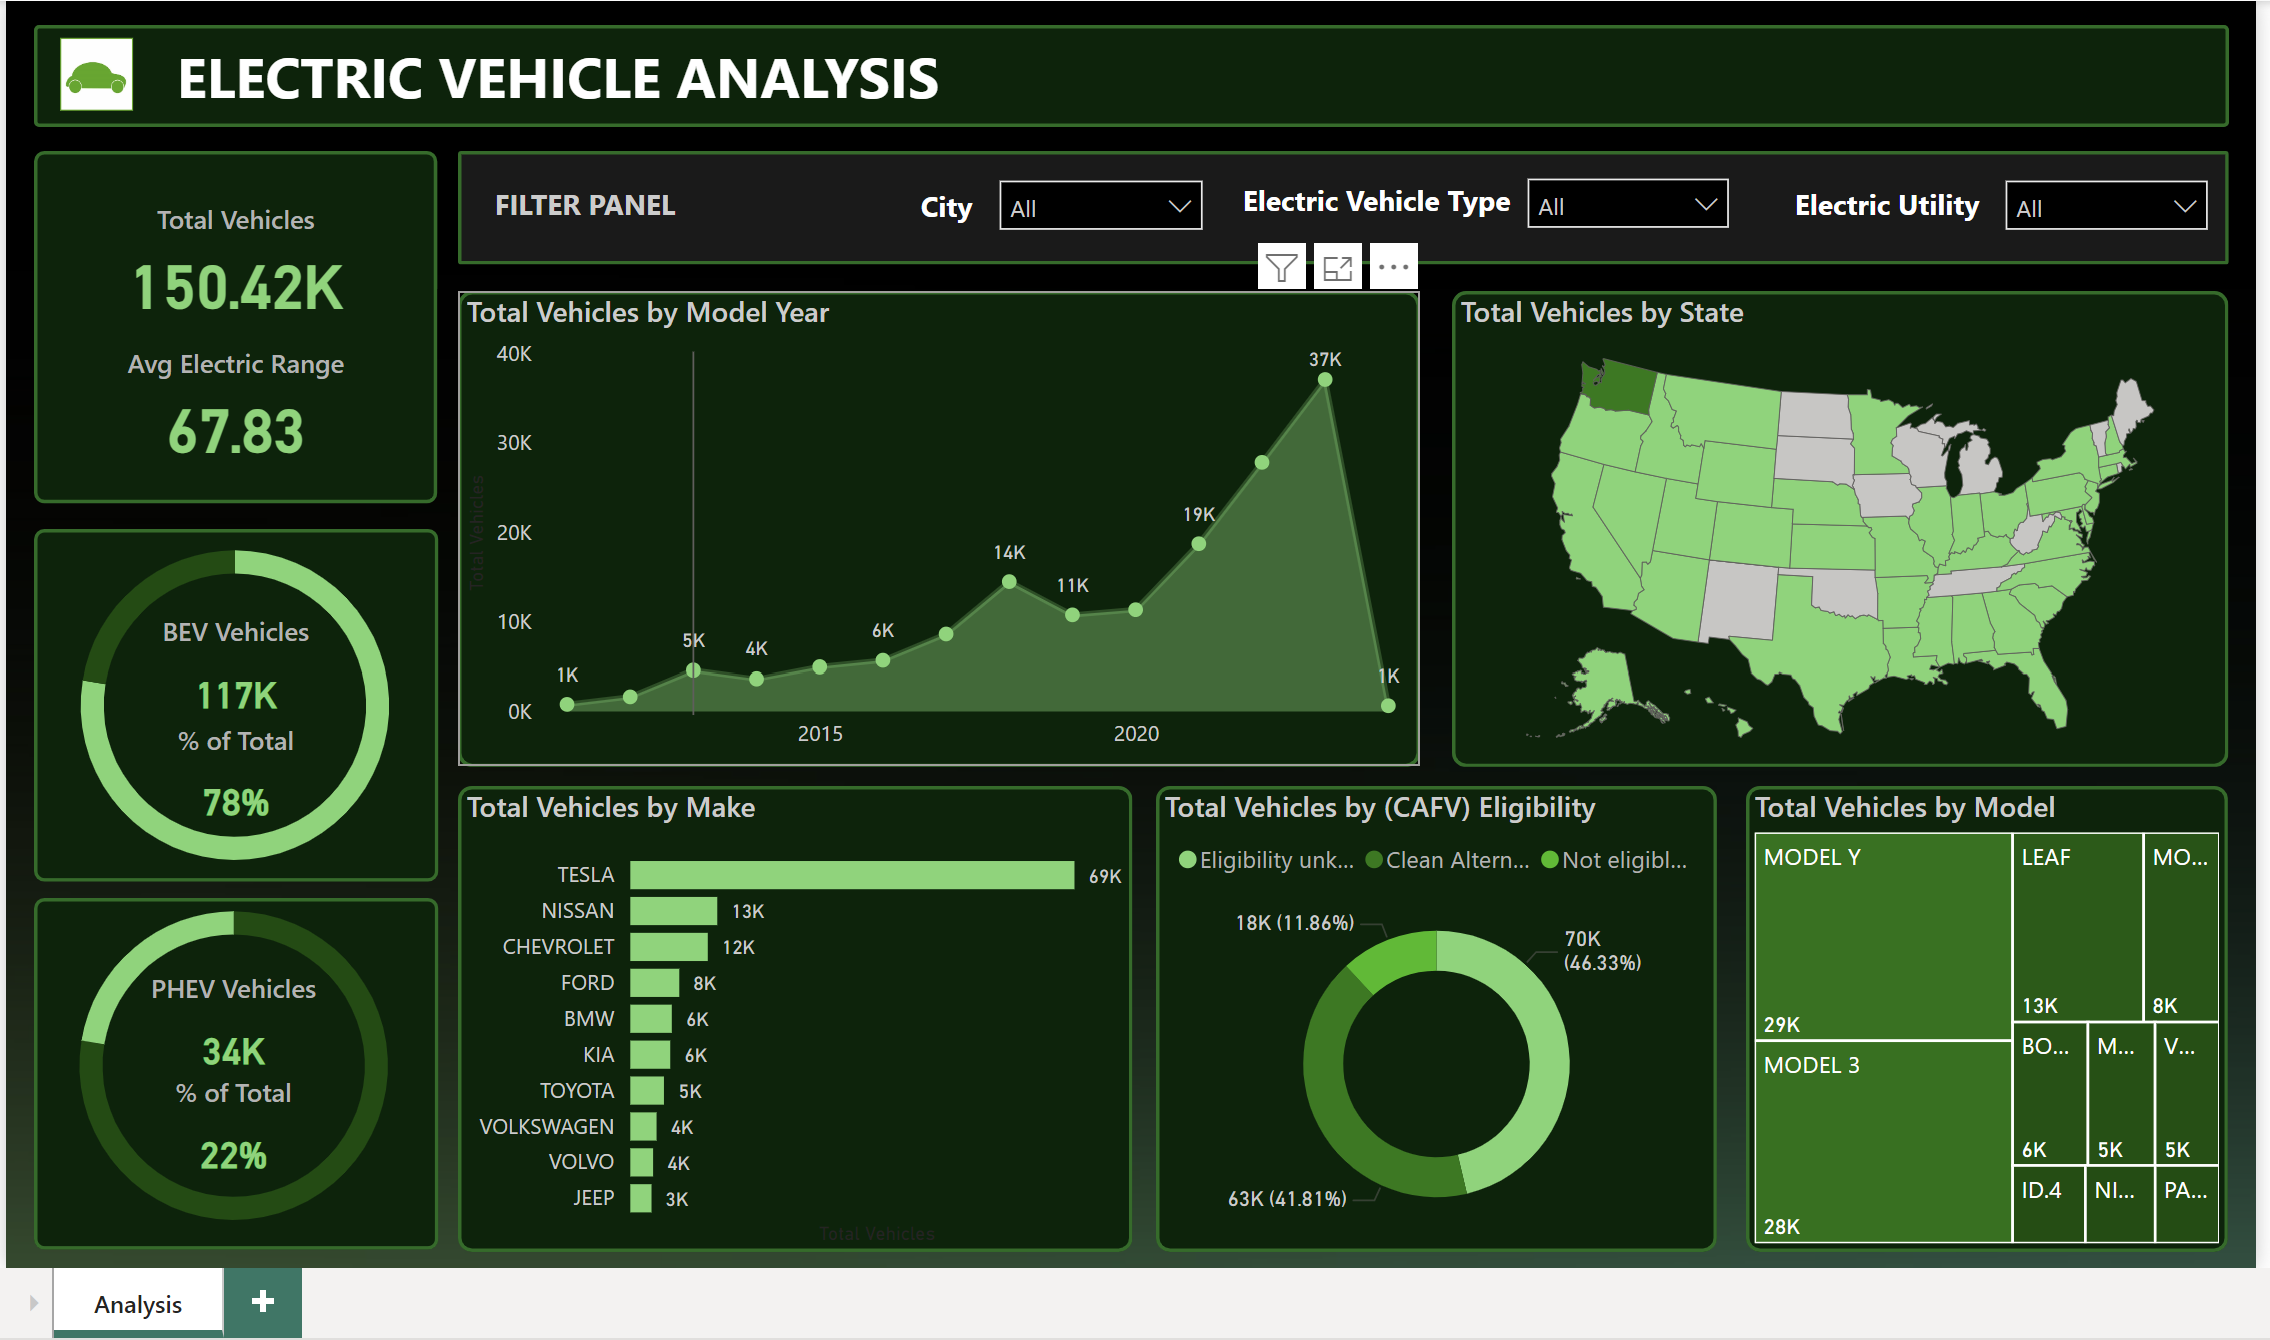 ELECTRIC VEHICLE ANALYSIS
Total Vehicles
150.42K
Avg Electric Range
67.83
FILTER PANEL
City
All
Electric Vehicle Type
All
Electric Utility
All
BEV Vehicles
117K
% of Total
78%
PHEV Vehicles
34K
% of Total
22%
Total Vehicles by Model Year
Total Vehicles
40K
30K
20K
10K
0K
1K
5K
4K
6K
14K
11K
19K
37K
1K
2015
2020
Total Vehicles by State
Total Vehicles by Make
TESLA 69K
NISSAN 13K
CHEVROLET 12K
FORD 8K
BMW 6K
KIA 6K
TOYOTA 5K
VOLKSWAGEN 4K
VOLVO 4K
JEEP 3K
Total Vehicles
Total Vehicles by (CAFV) Eligibility
Eligibility unk... Clean Altern... Not eligibl...
18K (11.86%)
70K
(46.33%)
63K (41.81%)
Total Vehicles by Model
MODEL Y
29K
MODEL 3
28K
LEAF
13K
MO...
8K
BO...
6K
M...
5K
V...
5K
ID.4
NI...
PA...
Analysis